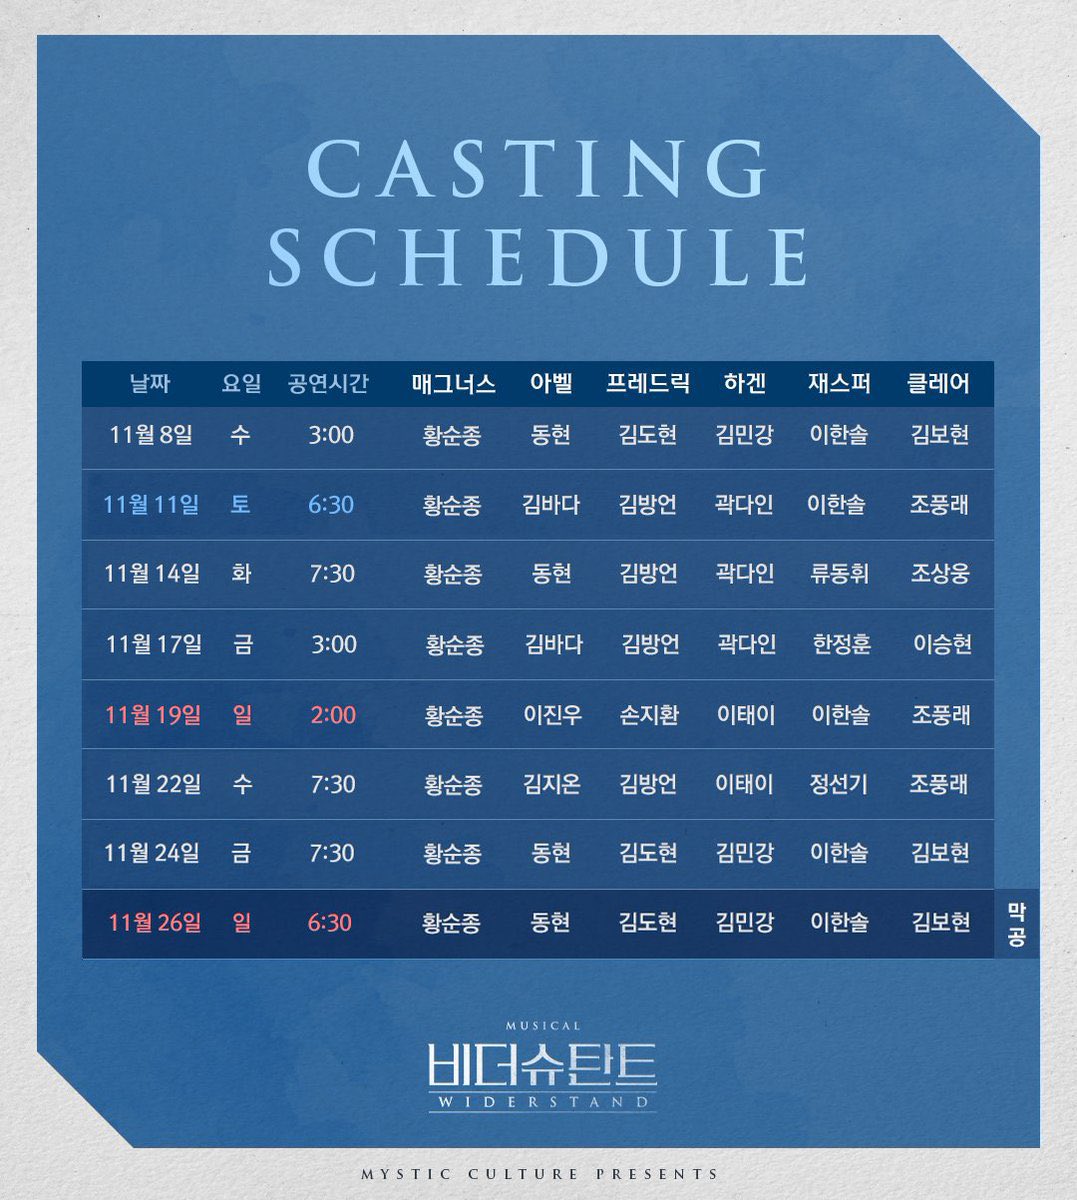 CASTING
SCHEDULE
날짜 요일 공연시간 매그너스 아벨 프레드릭 하겐 재스퍼 클레어
11월 8일 수 3:00 황순종 동현 김도현 김민강 이한솔 김보현
11월 11일 토 6:30 황순종 김바다 김방언 곽다인 이한솔 조풍래
11월 14일 화 7:30 황순종 동현 김방언 곽다인 류동휘 조상웅
11월 17일 금 3:00 황순종 김바다 김방언 곽다인 한정훈 이승현
11월 19일 일 2:00 황순종 이진우 손지환 이태이 이한솔 조풍래
11월 22일 수 7:30 황순종 김지온 김방언 이태이 정선기 조풍래
11월 24일 금 7:30 황순종 동현 김도현 김민강 이한솔 김보현
11월 26일 일 6:30 황순종 동현 김도현 김민강 이한솔 김보현 막공
MUSICAL
비더슈탄트
WIDERSTAND
MYSTIC CULTURE PRESENTS